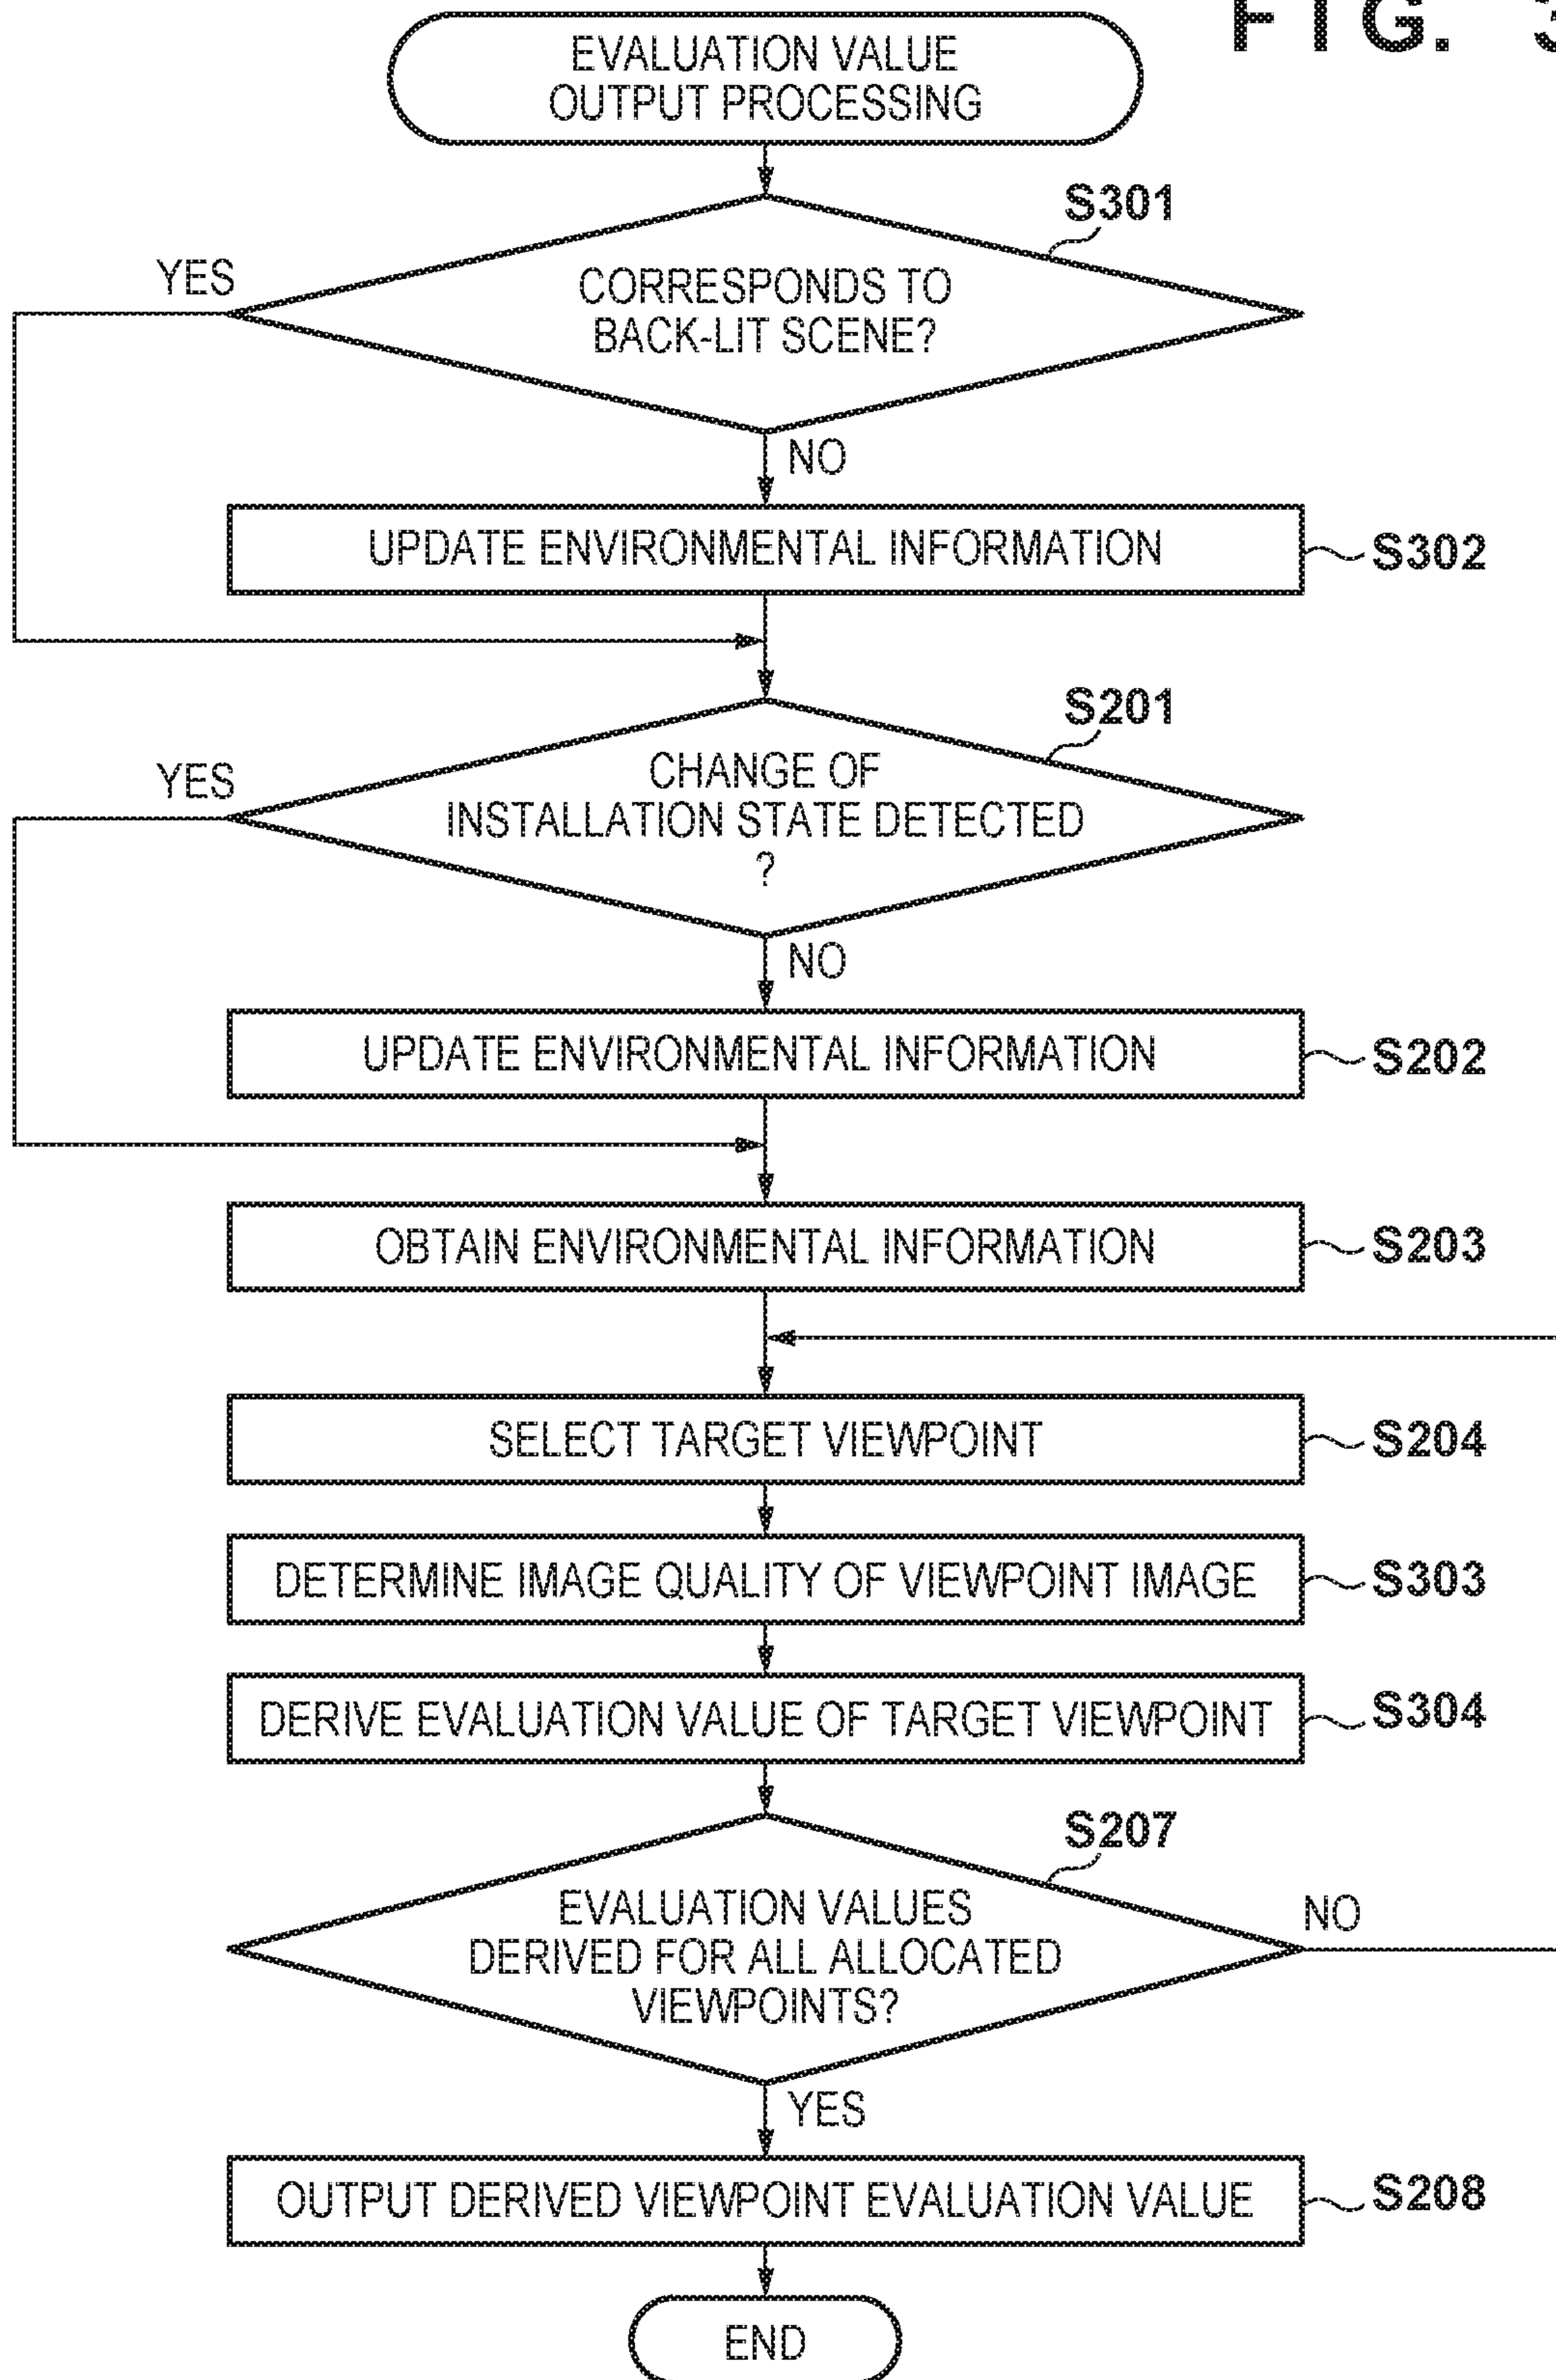 FIG. 3
EVALUATION VALUE
OUTPUT PROCESSING
S301
YES
CORRESPONDS TO
BACK-LIT SCENE?
NO
UPDATE ENVIRONMENTAL INFORMATION
S302
S201
YES
CHANGE OF
INSTALLATION STATE DETECTED
?
NO
UPDATE ENVIRONMENTAL INFORMATION
S202
OBTAIN ENVIRONMENTAL INFORMATION
S203
SELECT TARGET VIEWPOINT
S204
DETERMINE IMAGE QUALITY OF VIEWPOINT IMAGE
S303
DERIVE EVALUATION VALUE OF TARGET VIEWPOINT
S304
S207
EVALUATION VALUES
DERIVED FOR ALL ALLOCATED
VIEWPOINTS?
NO
YES
OUTPUT DERIVED VIEWPOINT EVALUATION VALUE
S208
END